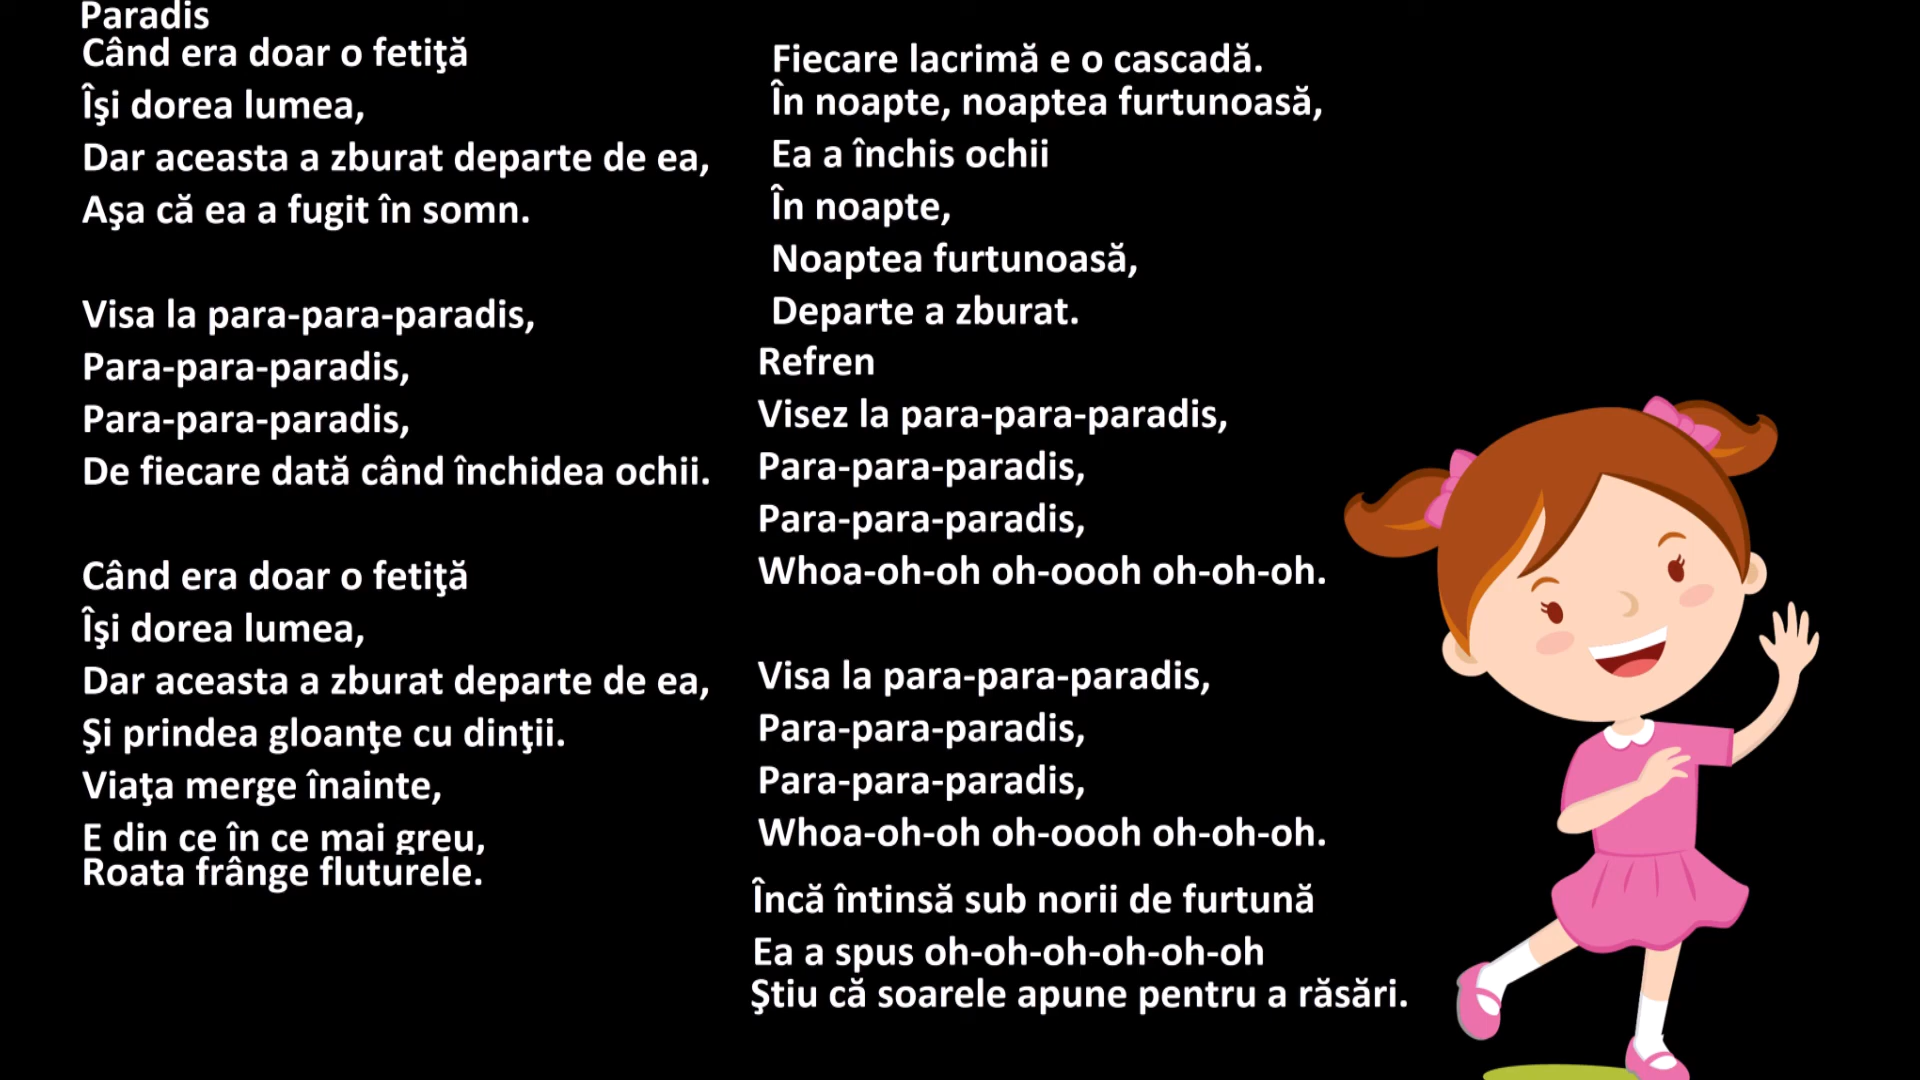 Paradis
Când era doar o fetiţă
Îşi dorea lumea,
Dar aceasta a zburat departe de ea,
Aşa că ea a fugit în somn.
Visa la para-para-paradis,
Para-para-paradis,
Para-para-paradis,
De fiecare dată când închidea ochii.
Când era doar o fetiţă
Îşi dorea lumea,
Dar aceasta a zburat departe de ea,
Şi prindea gloanţe cu dinţii.
Viaţa merge înainte,
E din ce în ce mai greu,
Roata frânge fluturele.
Fiecare lacrimă e o cascadă.
În noapte, noaptea furtunoasă,
Ea a închis ochii
În noapte,
Noaptea furtunoasă,
Departe a zburat.
Refren
Visez la para-para-paradis,
Para-para-paradis,
Para-para-paradis,
Whoa-oh-oh oh-oooh oh-oh-oh.
Visa la para-para-paradis,
Para-para-paradis,
Para-para-paradis,
Whoa-oh-oh oh-oooh oh-oh-oh.
Încă întinsă sub norii de furtună
Ea a spus oh-oh-oh-oh-oh-oh
Ştiu că soarele apune pentru a răsări.